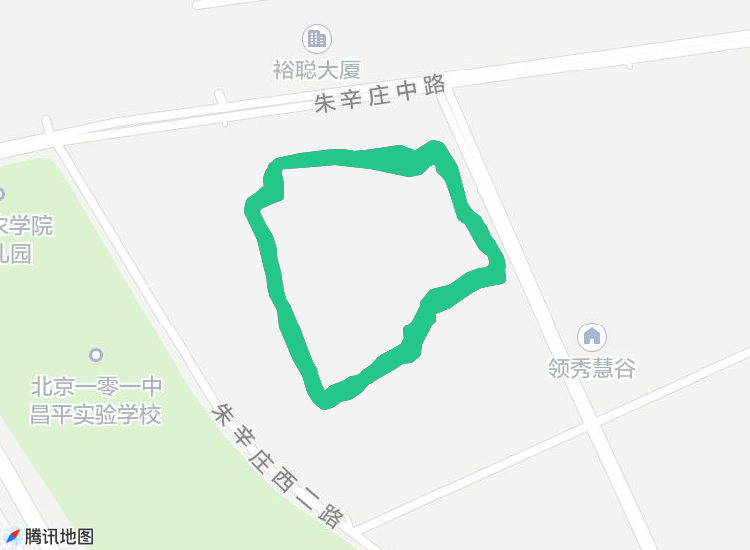 裕聪大厦
朱辛庄中路
农学院
儿园
领秀慧谷
北京一零一中
昌平实验学校
朱辛庄西二路
腾讯地图